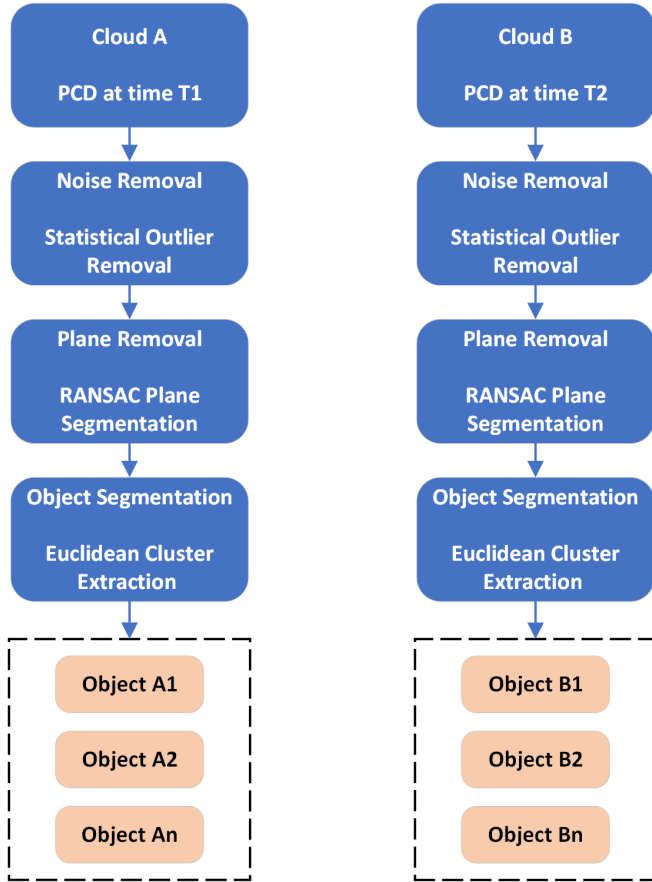 Cloud A
PCD at time T1
Noise Removal
Statistical Outlier
Removal
Plane Removal
RANSAC Plane
Segmentation
Object Segmentation
Euclidean Cluster
Extraction
Object A1
Object A2
Object An
Cloud B
PCD at time T2
Noise Removal
Statistical Outlier
Removal
Plane Removal
RANSAC Plane
Segmentation
Object Segmentation
Euclidean Cluster
Extraction
Object B1
Object B2
Object Bn